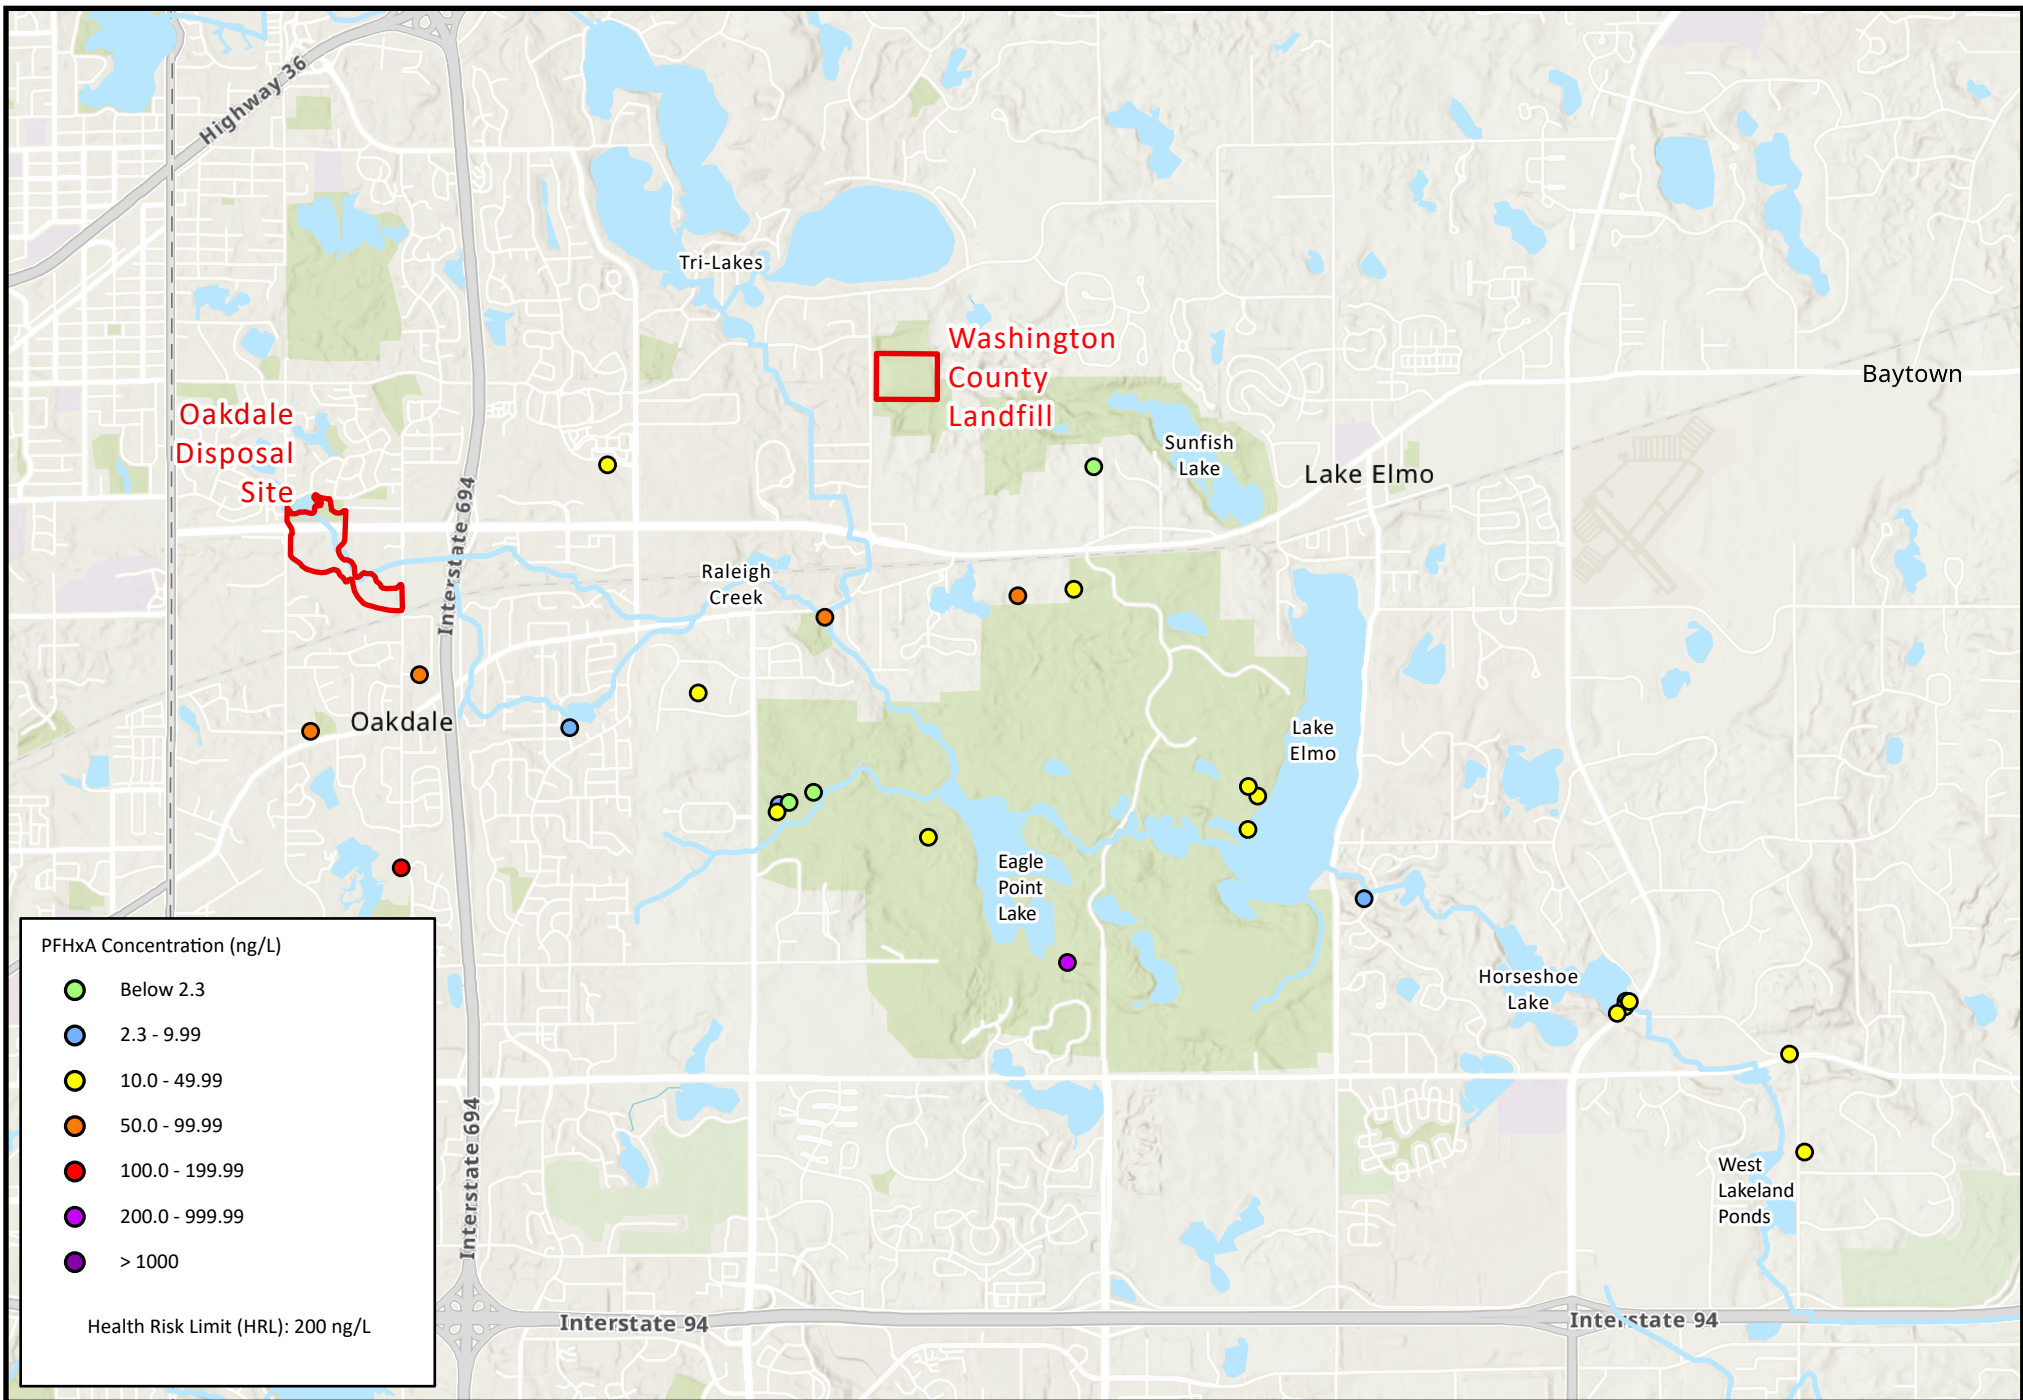 Highway 36
Tri-Lakes
Washington
County
Landfill
Baytown
Oakdale
Disposal
Site
Sunfish
Lake
Lake Elmo
Interstate 694
Raleigh
Creek
Oakdale
Lake
Elmo
Eagle
Point
Lake
Horseshoe
Lake
West
Lakeland
Ponds
Interstate 694
Interstate 94
Interstate 94
PFHxA Concentration (ng/L)
Below 2.3
2.3 - 9.99
10.0 - 49.99
50.0 - 99.99
100.0 - 199.99
200.0 - 999.99
> 1000
Health Risk Limit (HRL): 200 ng/L